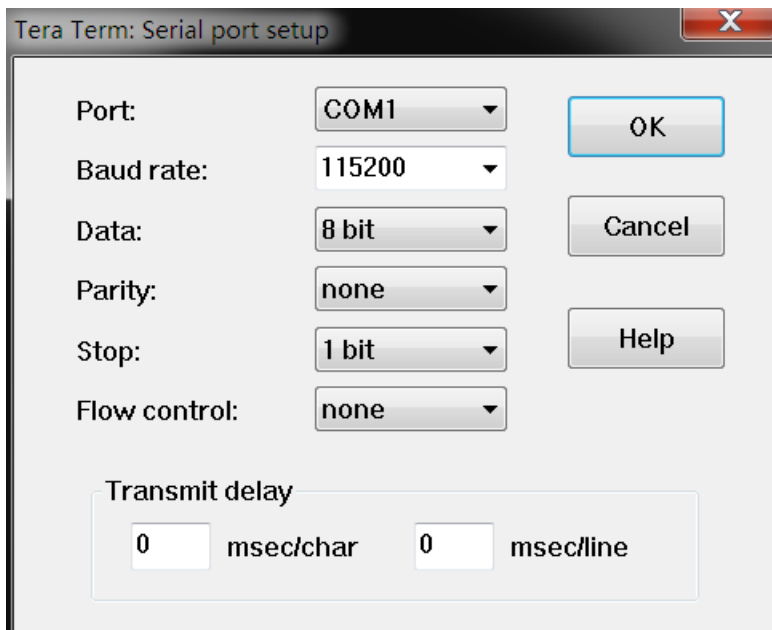 Tera Term: Serial port setup
X
Port: COM1 OK
Baud rate: 115200
Data: 8 bit Cancel
Parity: none
Stop: 1 bit Help
Flow control: none
Transmit delay
0 msec/char 0 msec/line